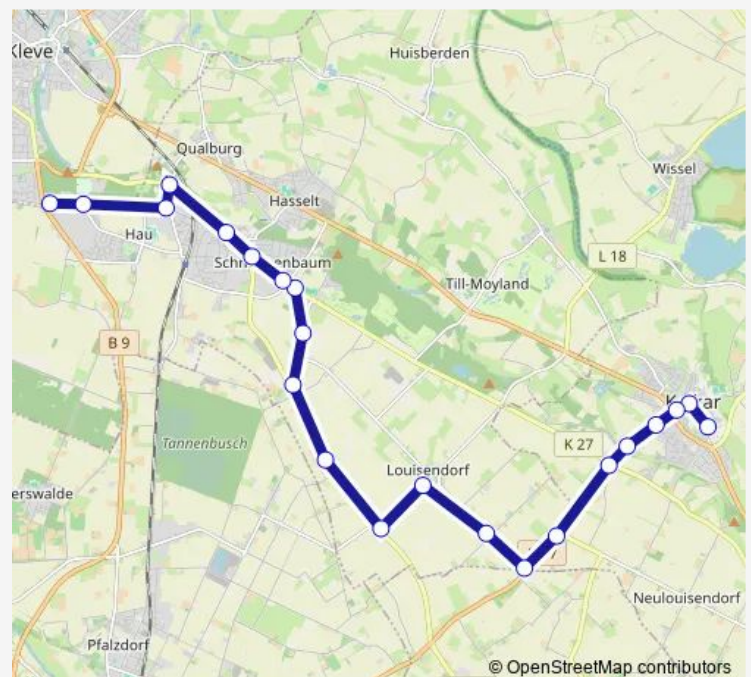 Kleve
Huisberden
Qualburg
Wissel
Hasselt
Hau
L 18
Till-Moyland
B 9
K 27
Tannenbusch
Louisendorf
Neulouisendorf
Pfalzdorf
© OpenStreetMap contributors